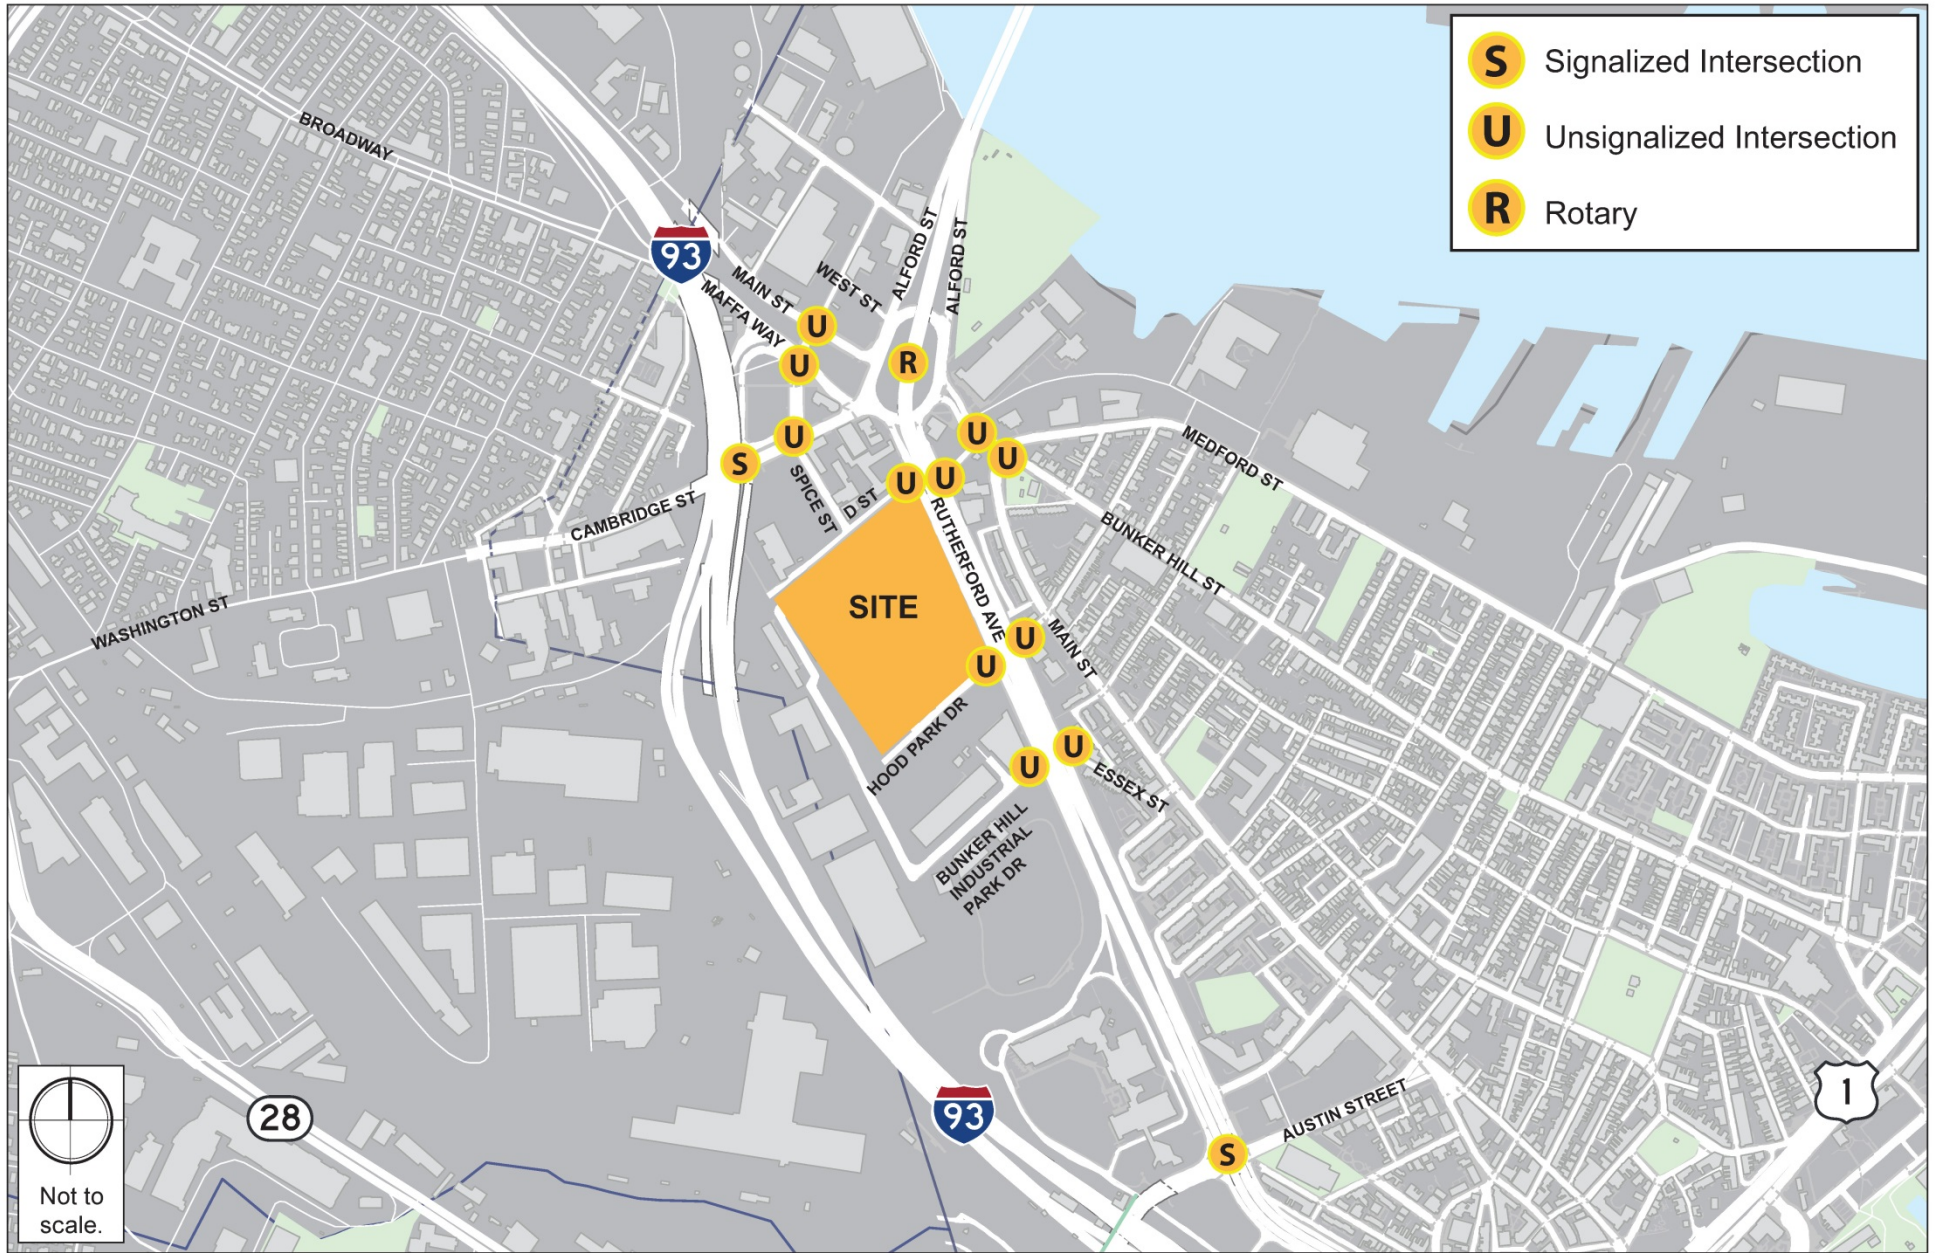 S Signalized Intersection
U Unsignalized Intersection
R Rotary
BROADWAY
93
MAIN ST
WEST ST
ALFORD ST
ALFORD ST
MAFFA WAY
U
U
R
U
U
S
U
U
U
U
MEDFORD ST
SPICE ST
D ST
CAMBRIDGE ST
RUTHERFORD AVE
BUNKER HILL ST
WASHINGTON ST
SITE
MAIN ST
U
U
HOOD PARK DR
U
U
ESSEX ST
BUNKER HILL
INDUSTRIAL
PARK DR
28
93
1
AUSTIN STREET
S
Not to
scale.